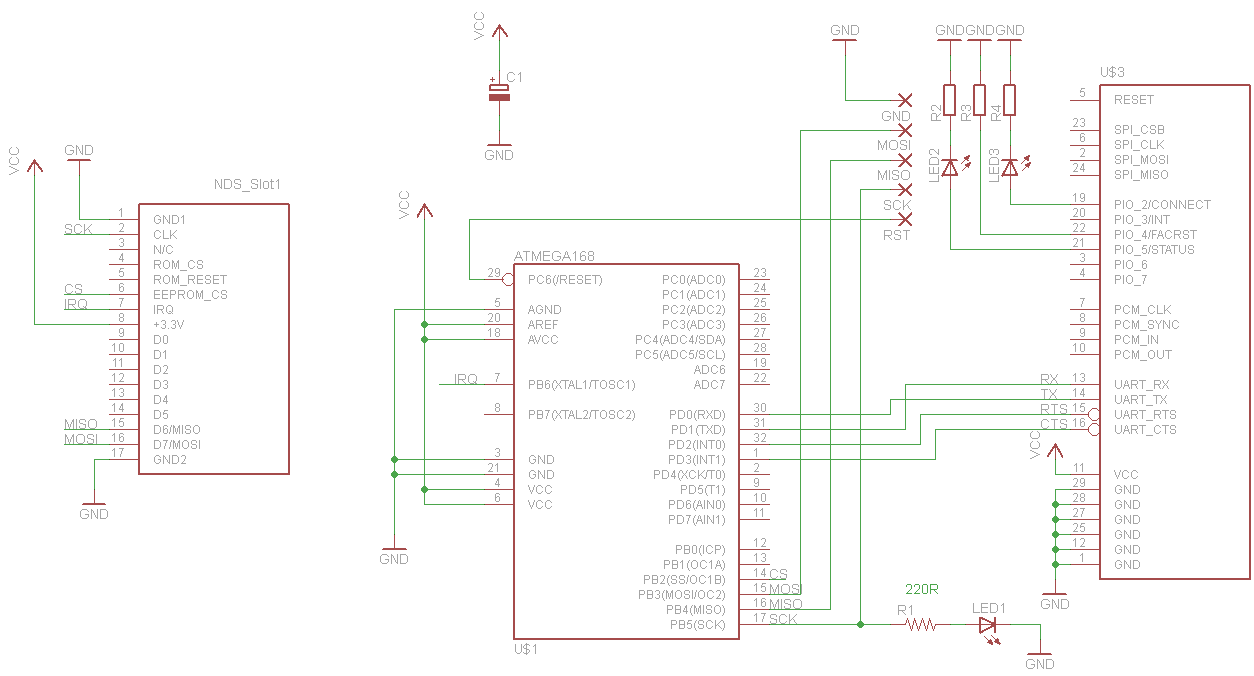 VCC
C1
+
GND
GND
GND
MOSI
MISO
SCK
RST
GND
GND
GND
R2
R3
R4
LED2
LED3
VCC
GND
NDS_Slot1
1 GND1
SCK 2 CLK
3 N/C
4 ROM_CS
5 ROM_RESET
CS 6 EEPROM_CS
IRQ 7 IRQ
8 +3.3V
9 D0
10 D1
11 D2
12 D3
13 D4
14 D5
MISO 15 D6/MISO
MOSI 16 D7/MOSI
17 GND2
GND
VCC
ATMEGA168
29 PC6(/RESET)
5 AGND
20 AREF
18 AVCC
IRQ 7 PB6(XTAL1/TOSC1)
8 PB7(XTAL2/TOSC2)
3 GND
21 GND
4 VCC
6 VCC
GND
PC0(ADC0) 23
PC1(ADC1) 24
PC2(ADC2) 25
PC3(ADC3) 26
PC4(ADC4/SDA) 27
PC5(ADC5/SCL) 28
ADC6 19
ADC7 22
PD0(RXD) 30
PD1(TXD) 31
PD2(INT0) 32
PD3(INT1) 1
PD4(XCK/T0) 2
PD5(T1) 9
PD6(AIN0) 10
PD7(AIN1) 11
PB0(ICP) 12
PB1(OC1A) 13
PB2(SS/OC1B) 14 CS
PB3(MOSI/OC2) 15 MOSI
PB4(MISO) 16 MISO
PB5(SCK) 17 SCK
U$1
220R
R1
LED1
GND
U$3
5 RESET
23 SPI_CSB
6 SPI_CLK
2 SPI_MOSI
24 SPI_MISO
19 PIO_2/CONNECT
20 PIO_3/INT
22 PIO_4/FACRST
21 PIO_5/STATUS
3 PIO_6
4 PIO_7
7 PCM_CLK
8 PCM_SYNC
9 PCM_IN
10 PCM_OUT
RX 13 UART_RX
TX 14 UART_TX
RTS 15 UART_RTS
CTS 16 UART_CTS
VCC
11 VCC
29 GND
28 GND
27 GND
25 GND
12 GND
1 GND
GND